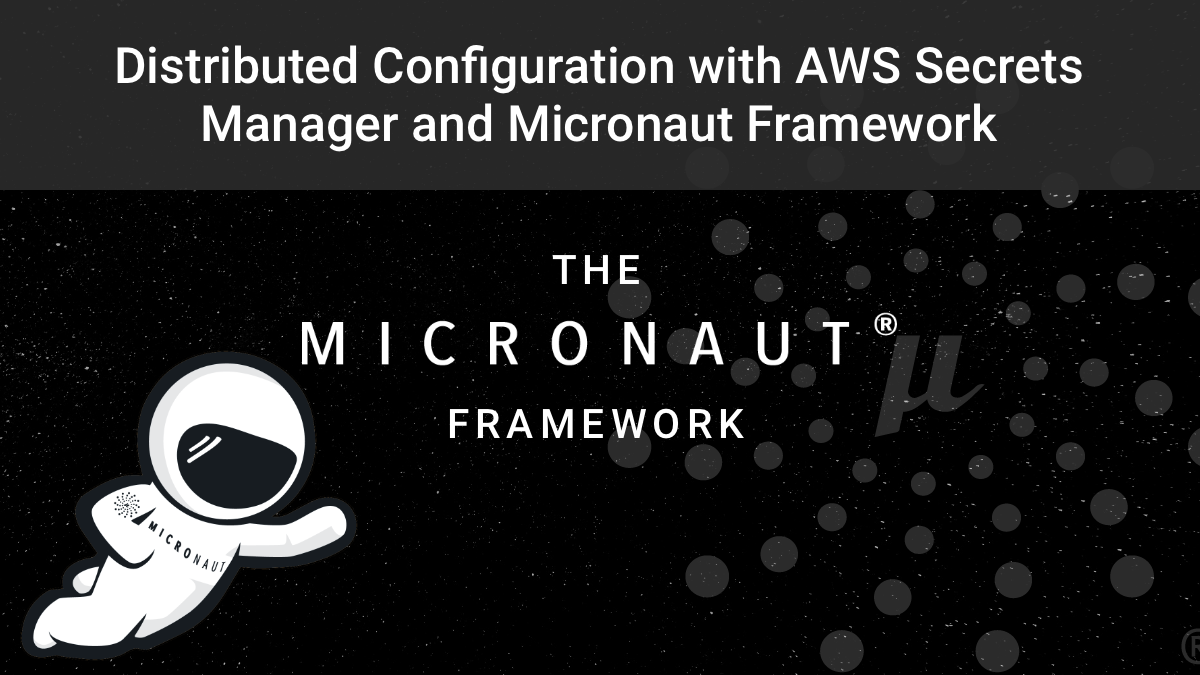 Distributed Configuration with AWS Secrets
Manager and Micronaut Framework
THE
MICRONAUT®
μ
FRAMEWORK
MICRONAUT
®